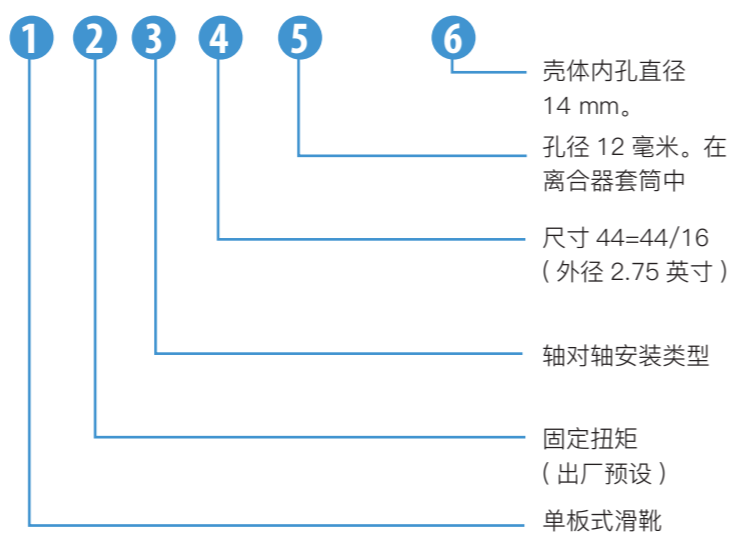 1 2 3 4 5 6
壳体内孔直径
14 mm。
孔径 12 毫米。在
离合器套筒中
尺寸 44=44/16
( 外径 2.75 英寸 )
轴对轴安装类型
固定扭矩
( 出厂预设 )
单板式滑靴